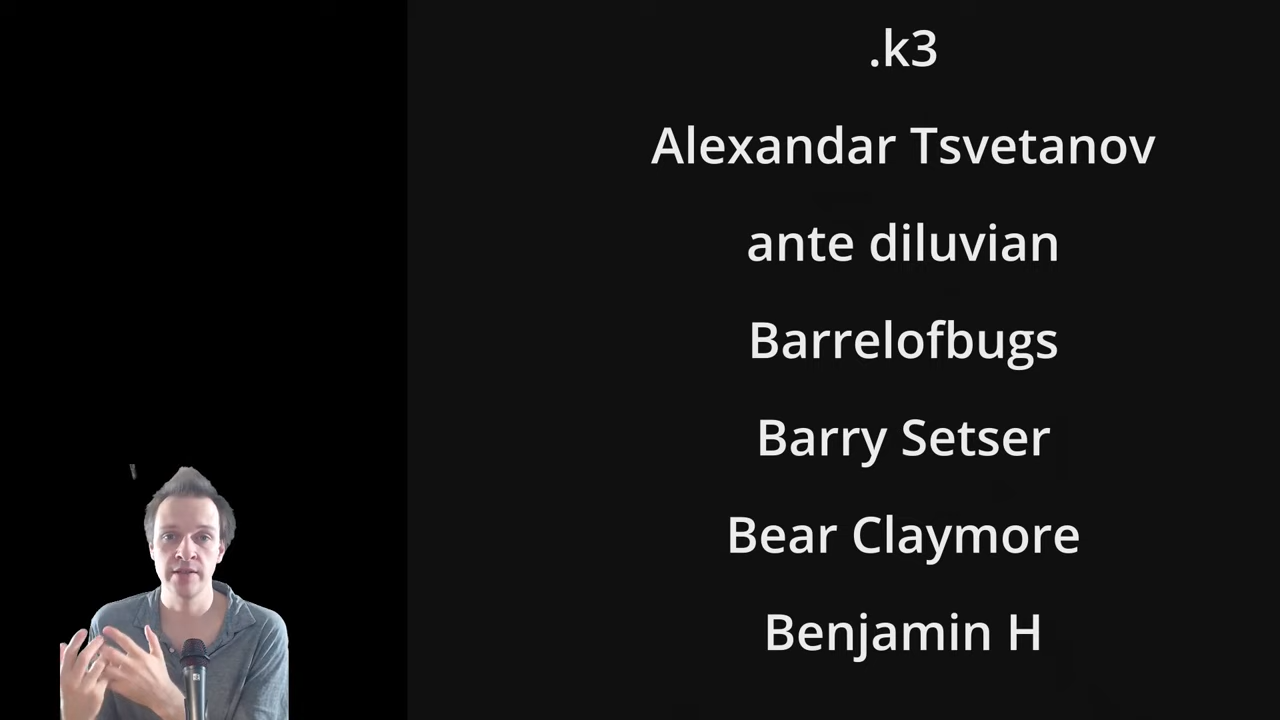 .k3
Alexandar Tsvetanov
ante diluvian
Barrelofbugs
Barry Setser
Bear Claymore
Benjamin H